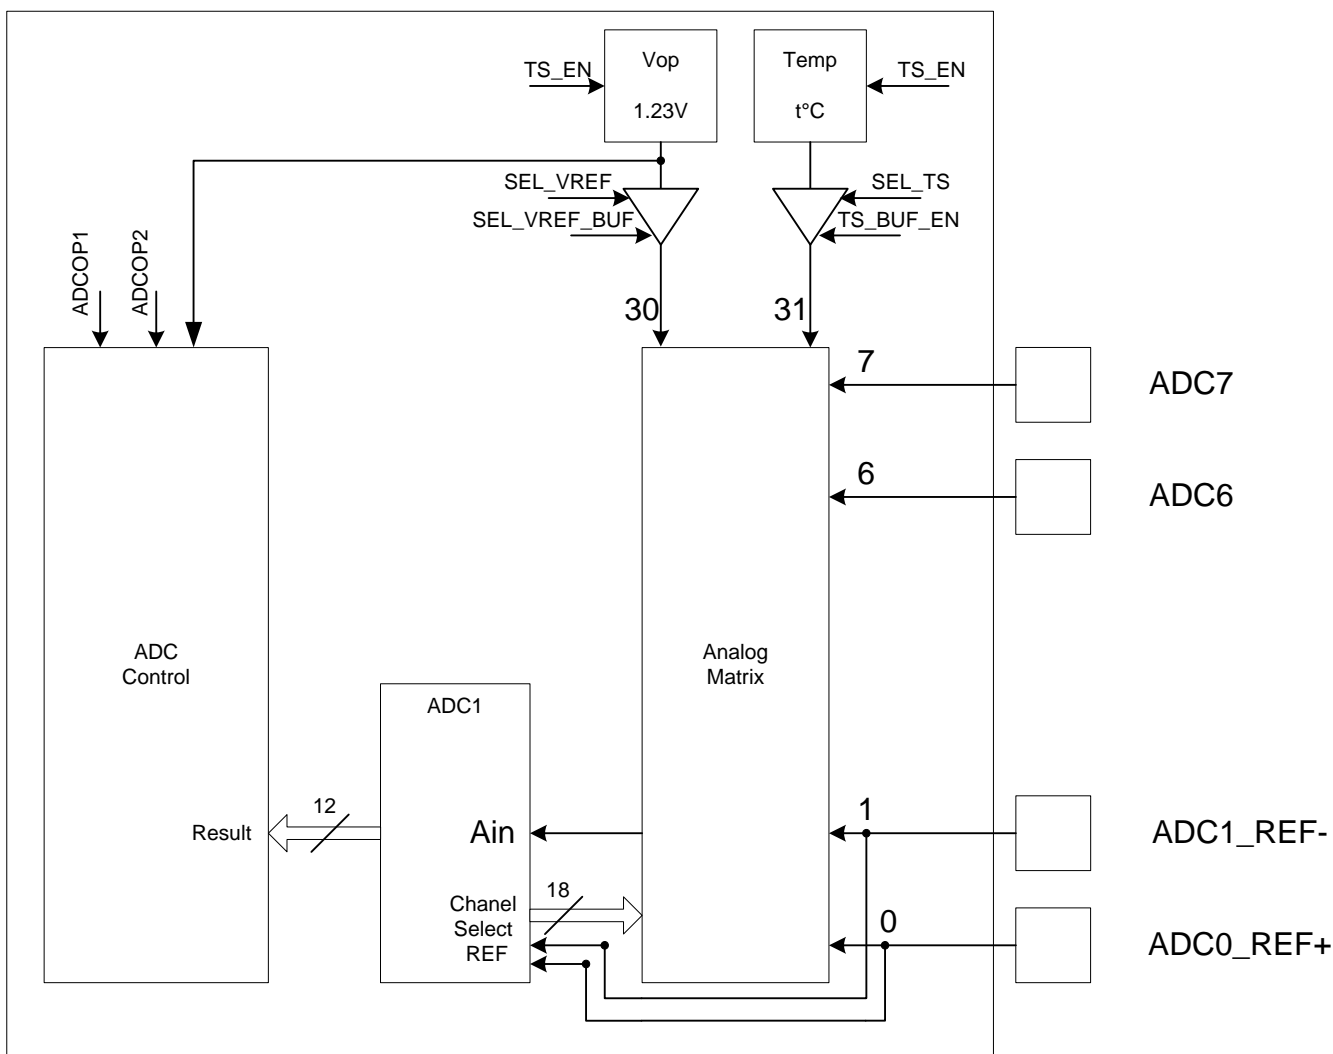 Vop
1.23V
Temp
t°C
TS_EN
TS_EN
SEL_VREF
SEL_VREF_BUF
SEL_TS
TS_BUF_EN
ADCOP1
ADCOP2
30
31
7
ADC7
6
ADC6
ADC
Control
Analog
Matrix
ADC1
12
Result
Ain
1
ADC1_REF-
18
Chanel
Select
REF
0
ADC0_REF+